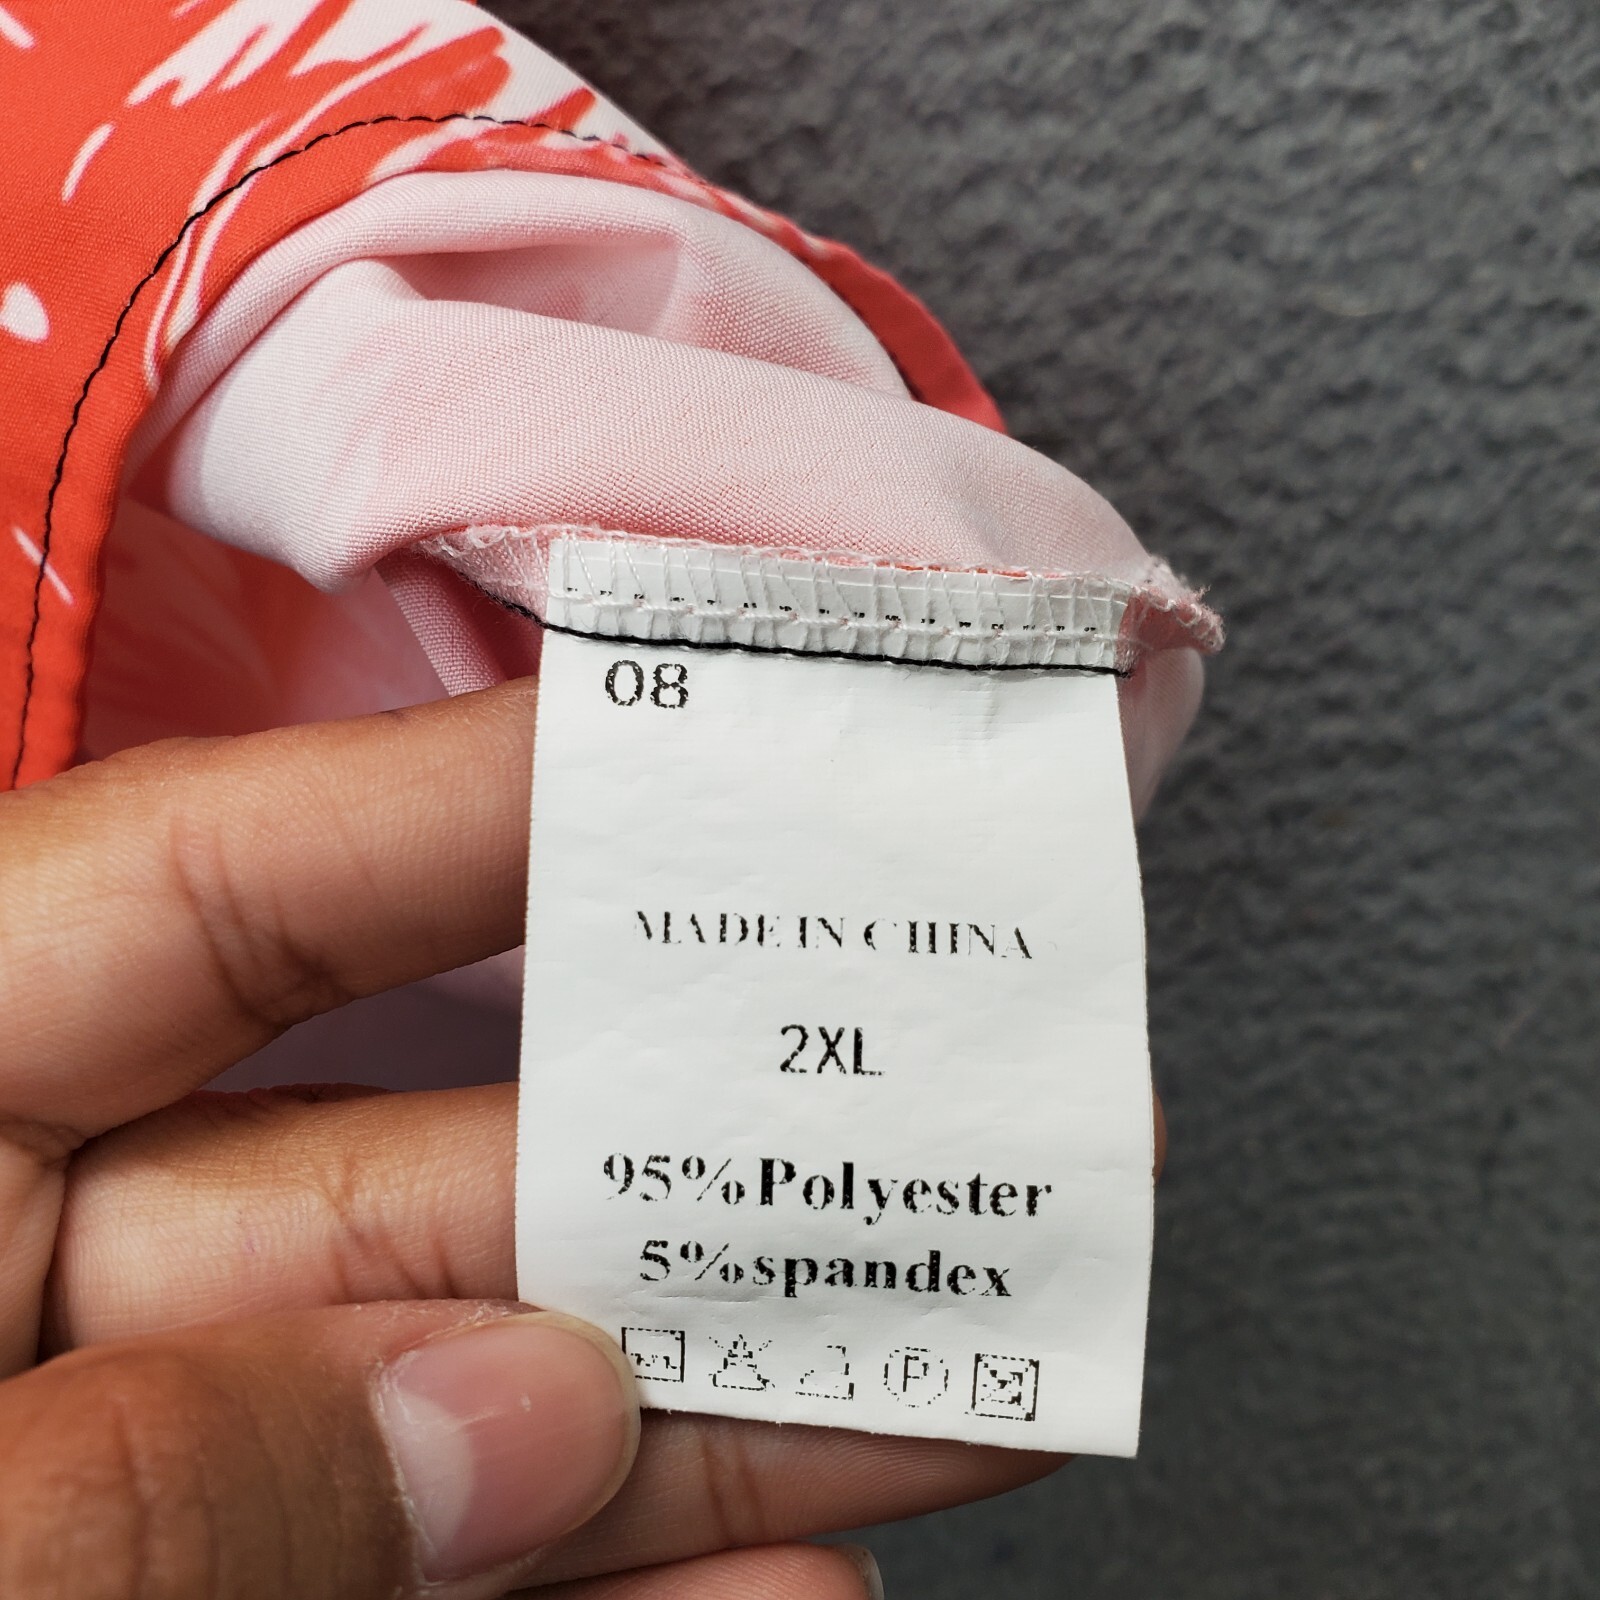 08
MADE IN CHINA
2XL
95%Polyester
5%spandex
P